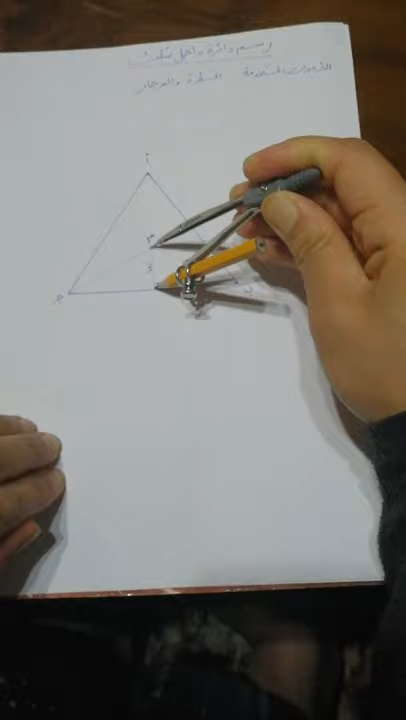 رسم دائرة داخل مثلث
الأدوات المستخدمة المسطرة والفرجار
أ
م
ب